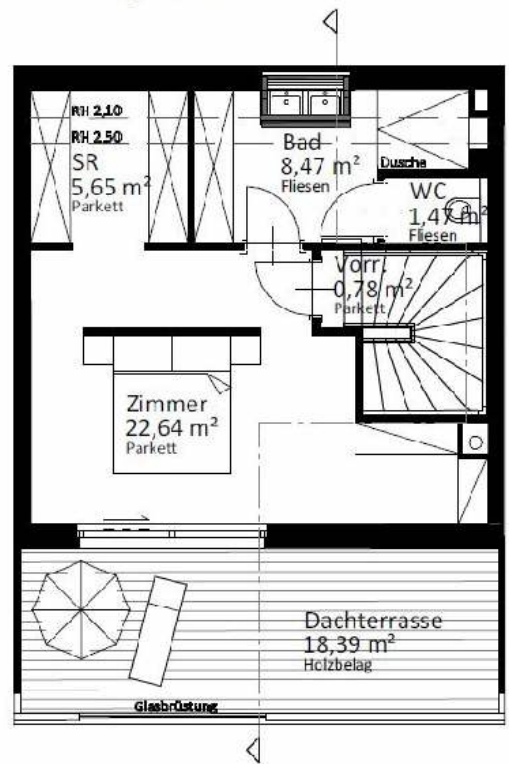 RH 2,10
RH 2,50
SR
5,65 m²
Parkett
Bad
8,47 m²
Fliesen
Dusche
WC
1,47 m²
Fliesen
Vorr.
0,78 m²
Parkett
Zimmer
22,64 m²
Parkett
Dachterrasse
18,39 m²
Holzbelag
Glasbrüstung